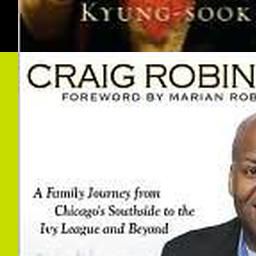 KYUNG-SOOK
CRAIG ROBIN
FOREWORD BY MARIAN ROB
A Family Journey from
Chicago's Southside to the
Ivy League and Beyond